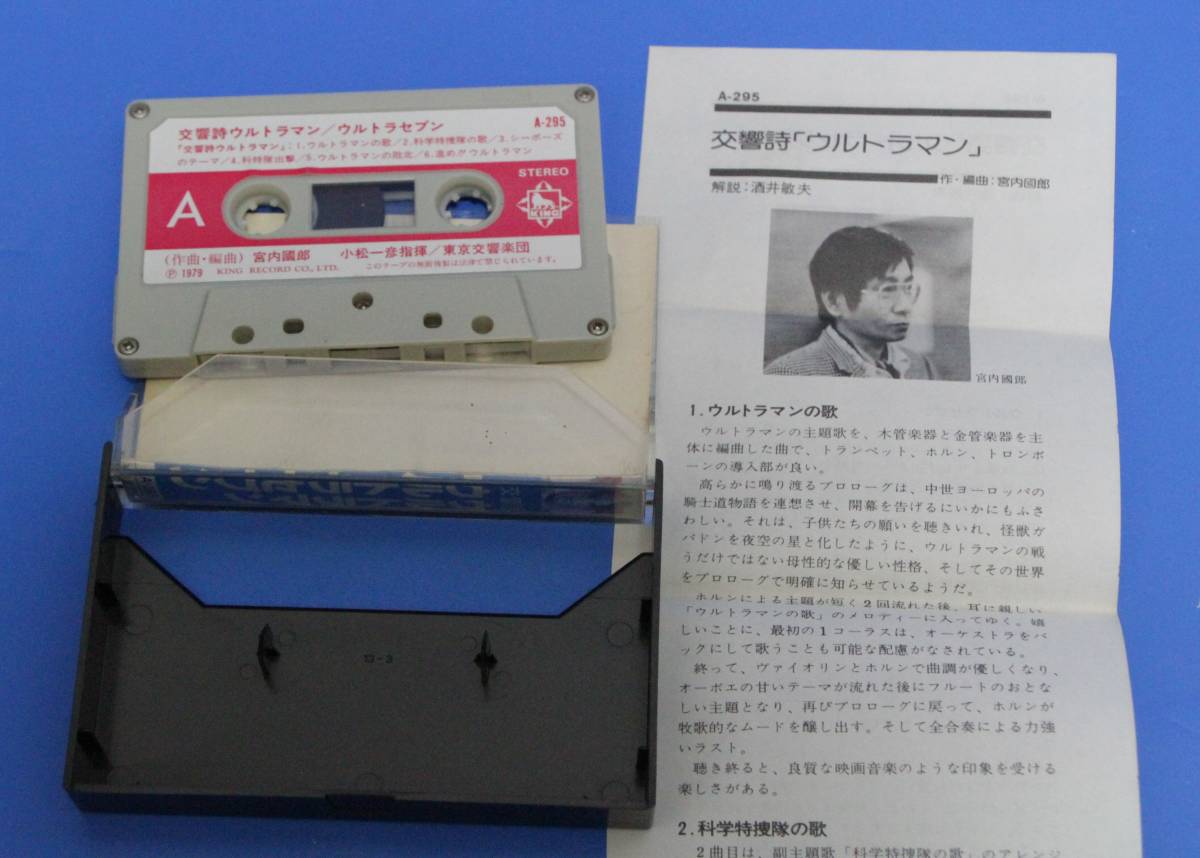 交響詩ウルトラマン/ウルトラセブン A-295
「交響詩ウルトラマン」:1.ウルトラマンの歌/2.科学特捜隊の歌/3.シーボーズ
のテーマ/4.科特隊出撃/5.ウルトラマンの敗北/6.進めウルトラマン
STEREO
A
KING
(作曲・編曲)宮内國郎 小松一彦指揮/東京交響楽団
Ⓟ 1979 KING RECORD CO., LTD. このテープの無断複製は法律で禁じられています。
ウルトラセブン
13-3
A-295
交響詩「ウルトラマン」
作・編曲:宮内國郎
解説:酒井敏夫
宮内國郎
1.ウルトラマンの歌
ウルトラマンの主題歌を、木管楽器と金管楽器を主
体に編曲した曲で、トランペット、ホルン、トロンボ
ーンの導入部が良い。
高らかに鳴り渡るプロローグは、中世ヨーロッパの
騎士道物語を連想させ、開幕を告げるにいかにもふさ
わしい。それは、子供たちの願いを聴きいれ、怪獣ガ
バドンを夜空の星と化したように、ウルトラマンの戦
うだけではない母性的な優しい性格、そしてその世界
をプロローグで明確に知らせているようだ。
ホルンによる主題が短く2回流れた後、耳に親しい
「ウルトラマンの歌」のメロディーに入ってゆく。嬉
しいことに、最初の1コーラスは、オーケストラをバ
ックにして歌うことも可能な配慮がなされている。
終って、ヴァイオリンとホルンで曲調が優しくなり、
オーボエの甘いテーマが流れた後にフルートのおとな
しい主題となり、再びプロローグに戻って、ホルンが
牧歌的なムードを醸し出す。そして全合奏による力強
いラスト。
聴き終ると、良質な映画音楽のような印象を受ける
楽しさがある。
2.科学特捜隊の歌
2曲目は、副主題歌「科学特捜隊の歌」のアレンジ